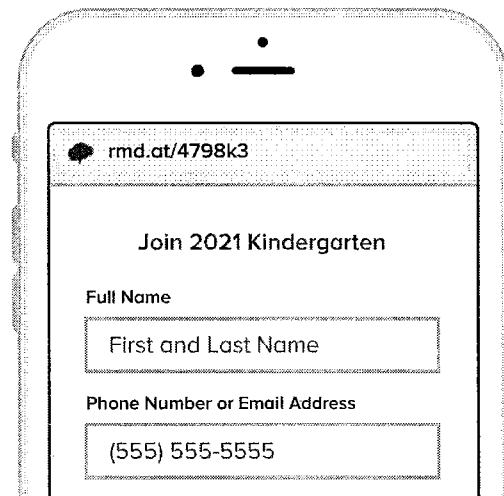 rmd.at/4798k3
Join 2021 Kindergarten
Full Name
First and Last Name
Phone Number or Email Address
(555) 555-5555